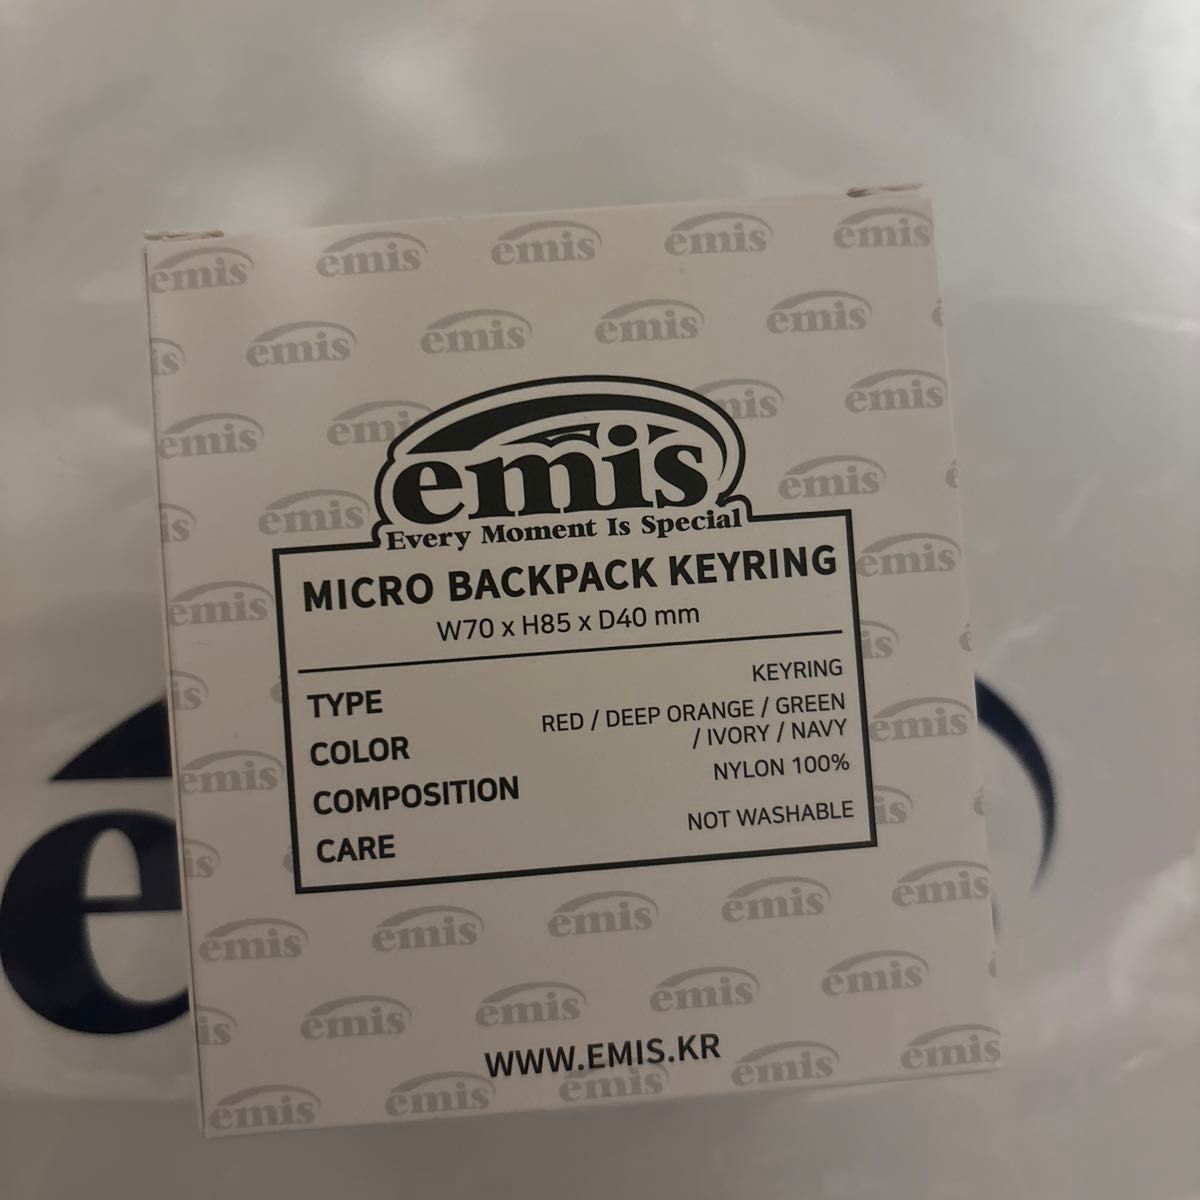 emis
Every Moment Is Special
MICRO BACKPACK KEYRING
W70 x H85 x D40 mm
TYPE KEYRING
COLOR RED / DEEP ORANGE / GREEN
/ IVORY / NAVY
COMPOSITION NYLON 100%
CARE NOT WASHABLE
WWW.EMIS.KR